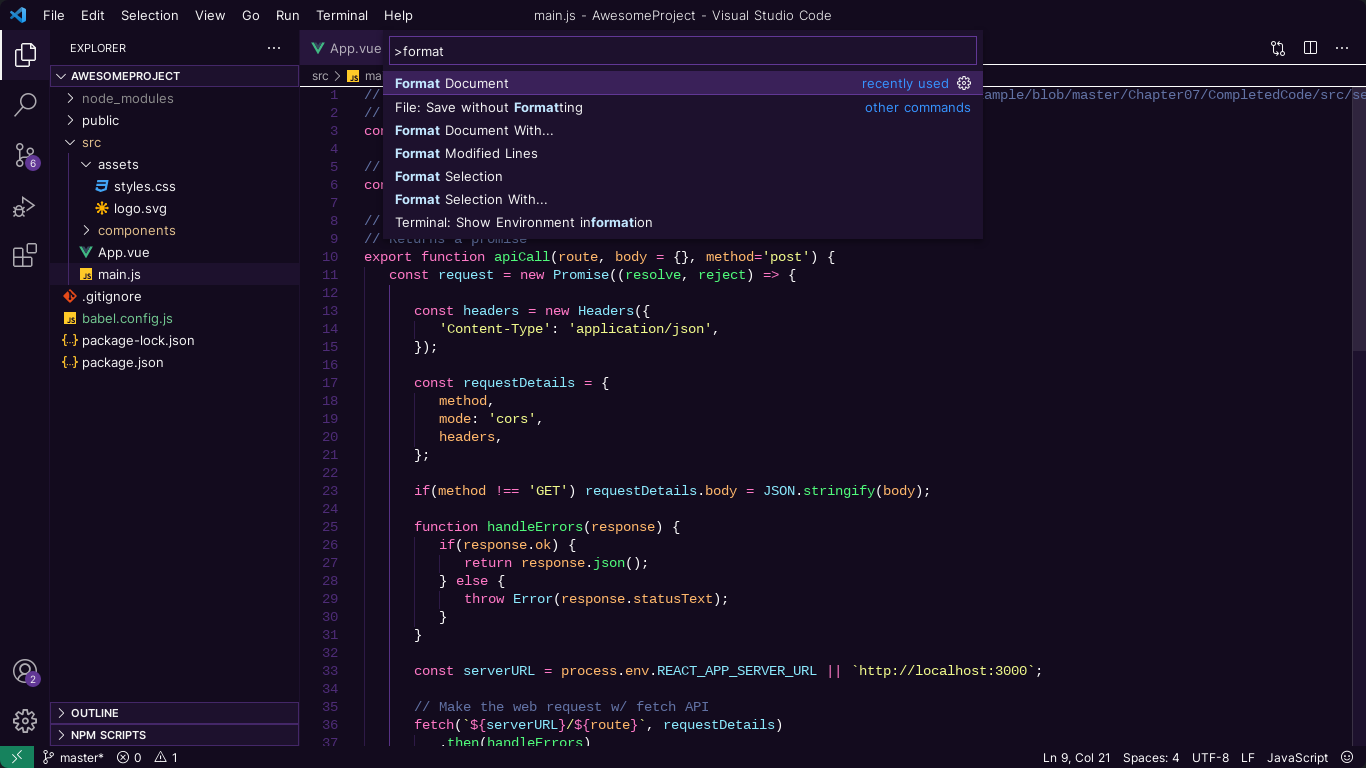 File Edit Selection View Go Run Terminal Help
main.js - AwesomeProject - Visual Studio Code
EXPLORER
AWESOMEPROJECT
node_modules
public
src
assets
styles.css
logo.svg
components
App.vue
main.js
.gitignore
babel.config.js
package-lock.json
package.json
OUTLINE
NPM SCRIPTS
6
2
App.vue
src
>format
Format Document recently used
File: Save without Formatting other commands
Format Document With...
Format Modified Lines
Format Selection
Format Selection With...
Terminal: Show Environment information
1 // ample/blob/master/Chapter07/CompletedCode/src/se
2 //
3 con
4
5 //
6 con
7
8 //
9 // Returns a promise
10 export function apiCall(route, body = {}, method='post') {
11 const request = new Promise((resolve, reject) => {
12
13 const headers = new Headers({
14 'Content-Type': 'application/json',
15 });
16
17 const requestDetails = {
18 method,
19 mode: 'cors',
20 headers,
21 };
22
23 if(method !== 'GET') requestDetails.body = JSON.stringify(body);
24
25 function handleErrors(response) {
26 if(response.ok) {
27 return response.json();
28 } else {
29 throw Error(response.statusText);
30 }
31 }
32
33 const serverURL = process.env.REACT_APP_SERVER_URL || `http://localhost:3000`;
34
35 // Make the web request w/ fetch API
36 fetch(`${serverURL}/${route}`, requestDetails)
37 .then(handleErrors)
master* 0 1
Ln 9, Col 21 Spaces: 4 UTF-8 LF JavaScript